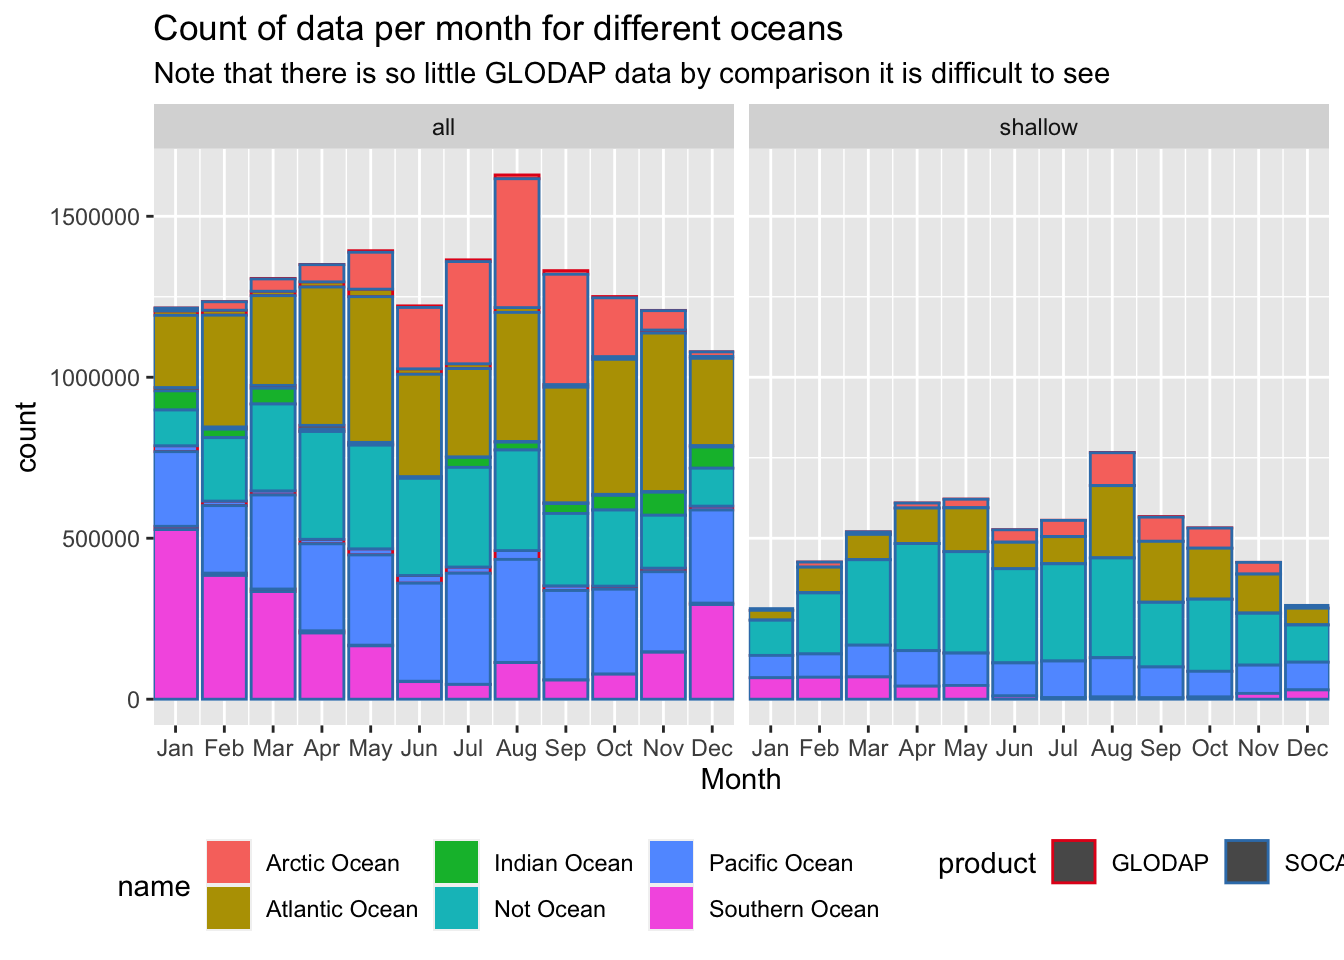 Count of data per month for different oceans
Note that there is so little GLODAP data by comparison it is difficult to see
all shallow
1500000
1000000
500000
0
count
Jan Feb Mar Apr May Jun Jul Aug Sep Oct Nov Dec Jan Feb Mar Apr May Jun Jul Aug Sep Oct Nov Dec
Month
name
Arctic Ocean Indian Ocean Pacific Ocean
Atlantic Ocean Not Ocean Southern Ocean
product GLODAP SOCA